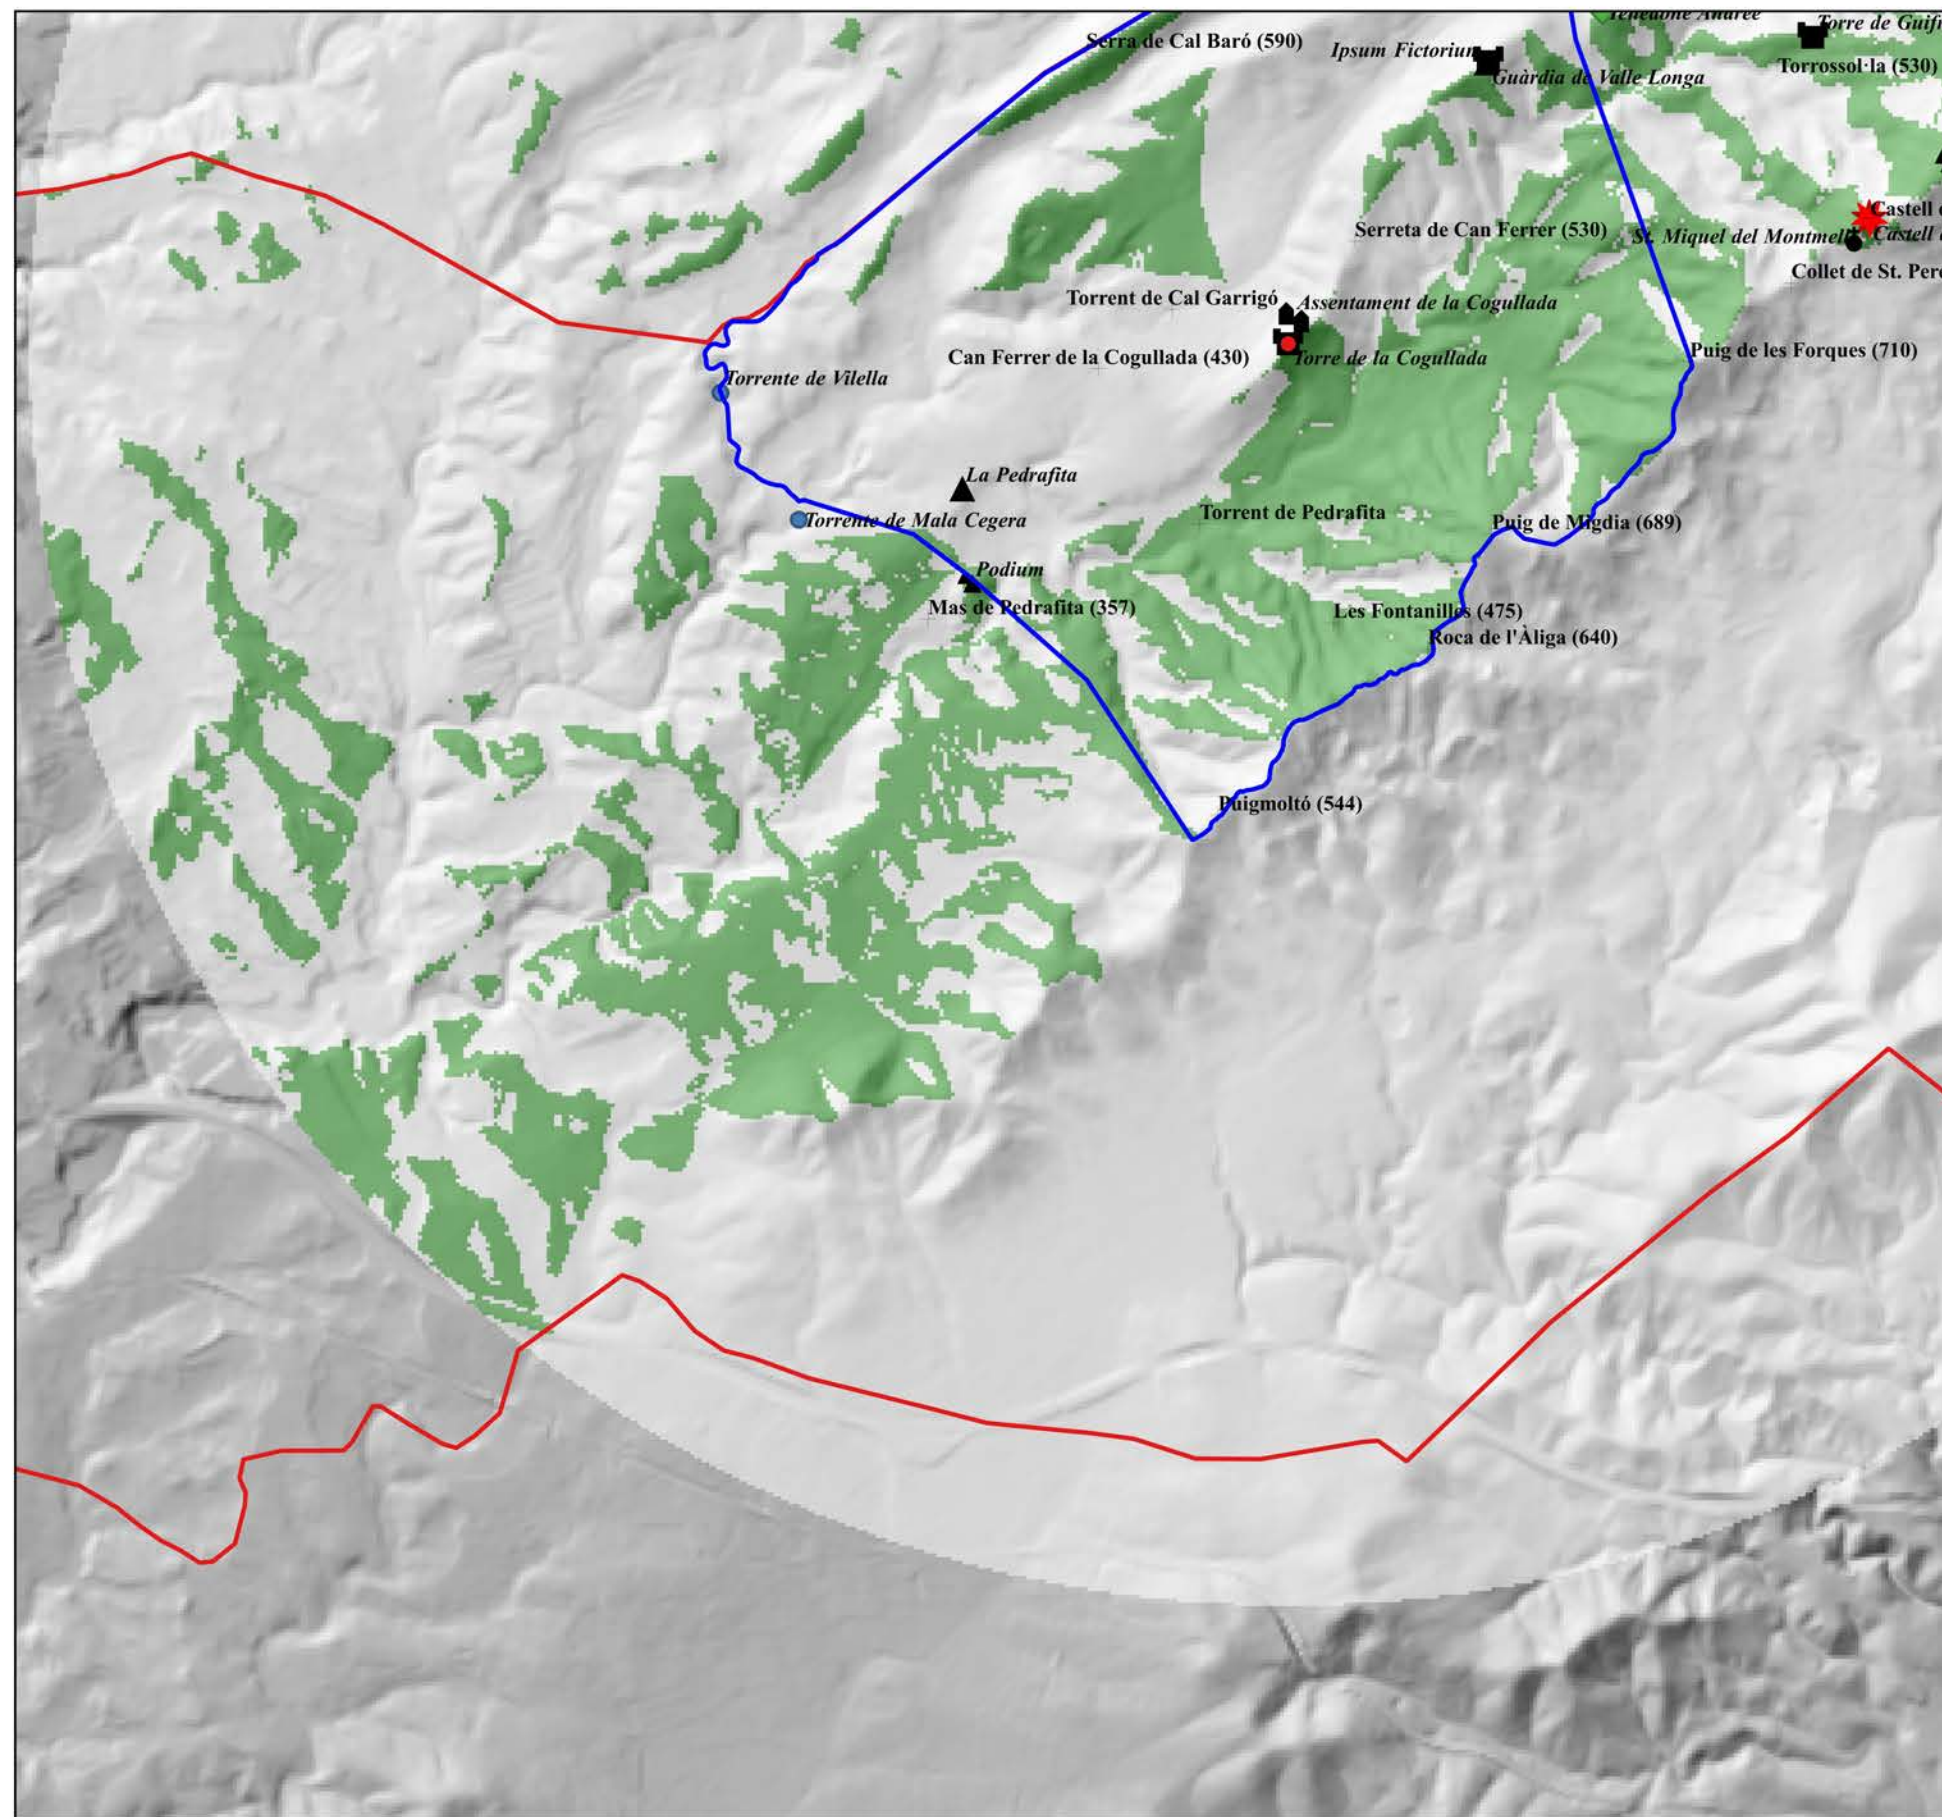 Torre de
Serra de Cal Baró (590)
Ipsum
Torrossol·la (530)
Guàrdia de Valle Longa
Castell
Serreta de Can Ferrer (530)
St. Miquel del
Castell
Collet de St.
Torrent de Cal Garrigó
Assentament de la Cogullada
Can Ferrer de la Cogullada (430)
Torre de la Cogullada
Puig de les Forques (710)
Torrente de Vilella
La Pedrafita
Torrent de Pedrafita
Torrente de Mala Cegera
Puig de Migdia (689)
Podium
Mas de Pedrafita (357)
Les Fontanilles (475)
Roca de l'Àliga (640)
Puigmoltó (544)